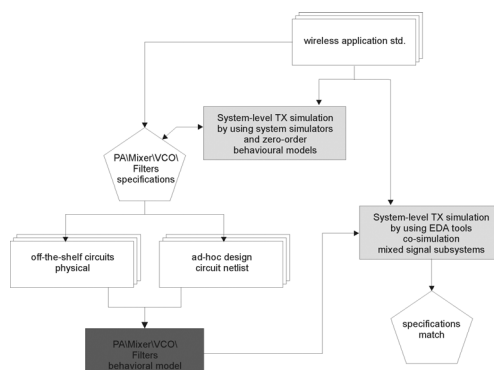 wireless application std.
System-level TX simulation
by using system simulators
and zero-order
behavioural models
PA\Mixer\VCO\
Filters
specifications
System-level TX simulation
by using EDA tools
co-simulation
mixed signal subsystems
off-the-shelf circuits
physical
ad-hoc design
circuit netlist
specifications
match
PA\Mixer\VCO\
Filters
behavioral model